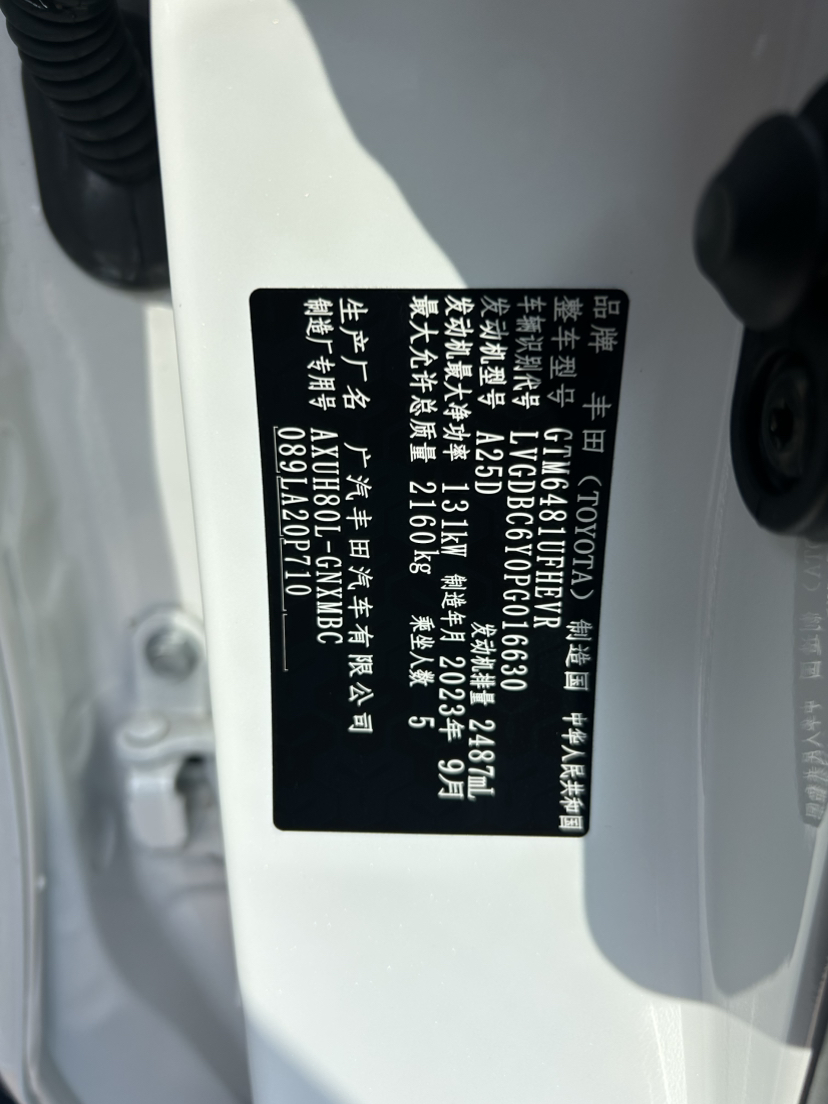 品牌 丰田 (TOYOTA) 制造国 中华人民共和国
整车型号 GTM6481UFHEVR
车辆识别代号 LVGDBC6Y0PG016630
发动机型号 A25D 发动机排量 2487mL
发动机最大净功率 131kW 制造年月 2023年 9月
最大允许总质量 2160kg 乘坐人数 5
生产厂名 广汽丰田汽车有限公司
制造厂专用号 AXUH80L-GNXMBC
089LA20P710